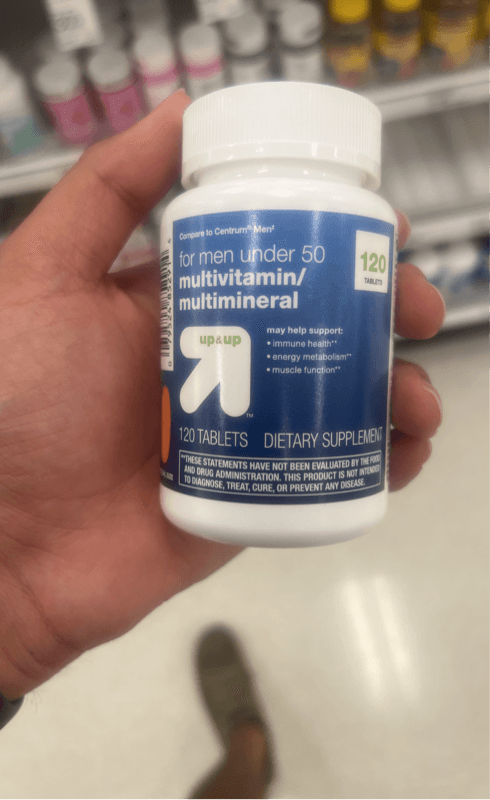 Compare to Centrum® Men‡
for men under 50
multivitamin/
multimineral
120
TABLETS
up&up
may help support:
• immune health**
• energy metabolism**
• muscle function**
TM
120 TABLETS DIETARY SUPPLEMENT
**THESE STATEMENTS HAVE NOT BEEN EVALUATED BY THE FOOD
AND DRUG ADMINISTRATION. THIS PRODUCT IS NOT INTENDED
TO DIAGNOSE, TREAT, CURE, OR PREVENT ANY DISEASE.